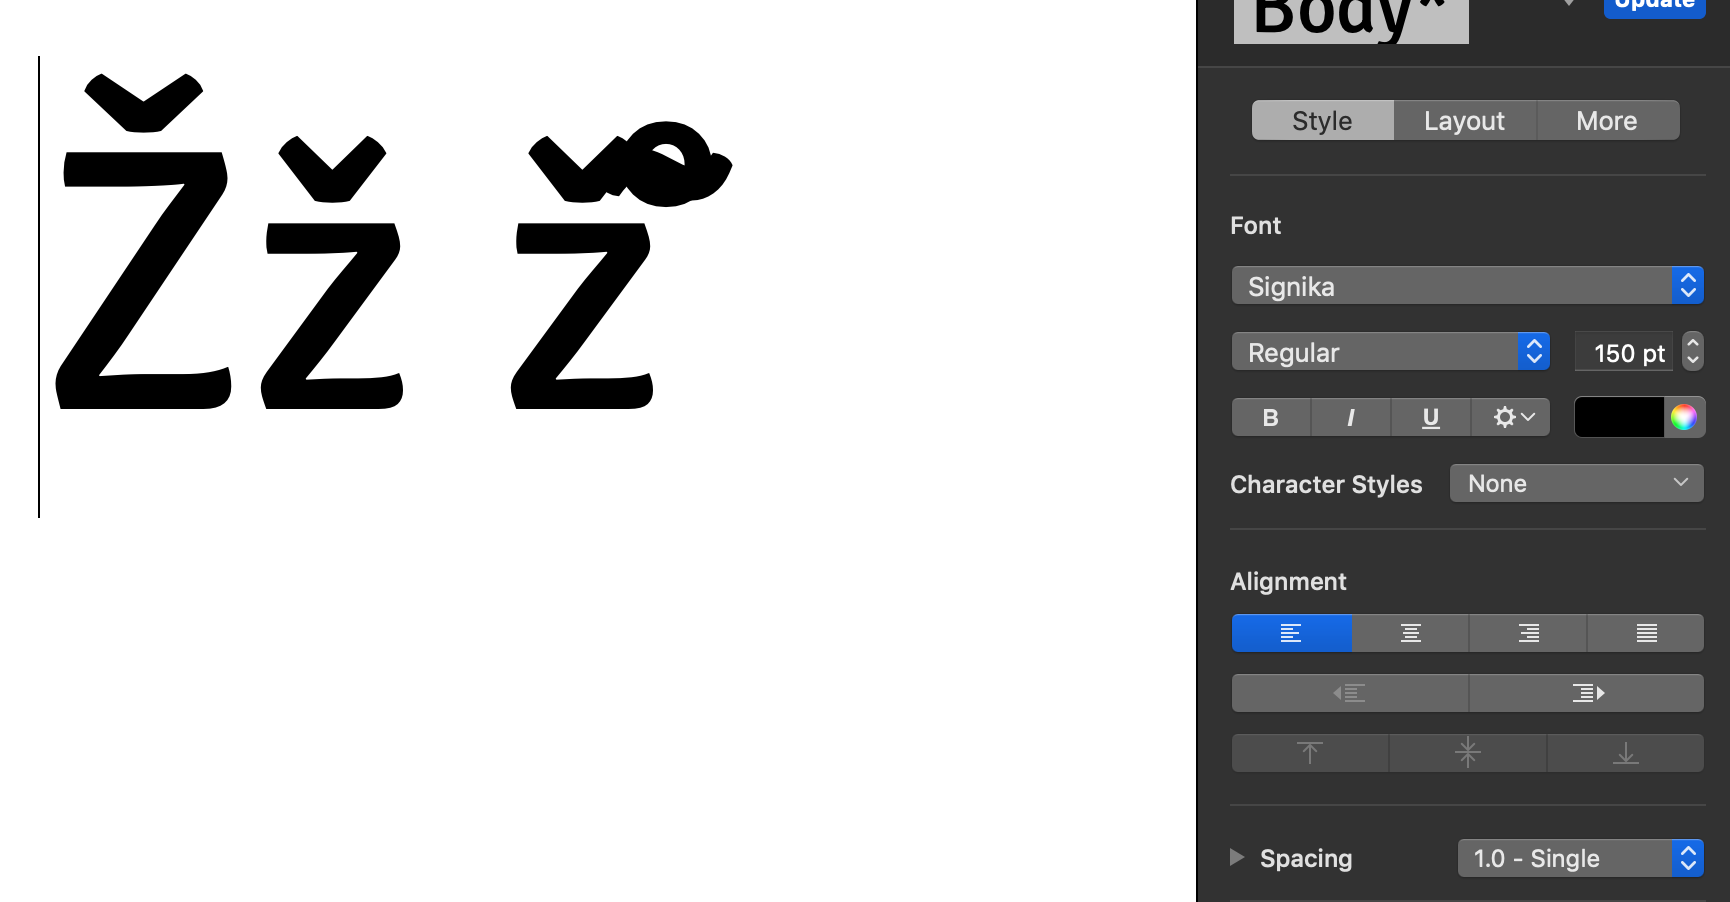 Body*
Update
Žž ž̊̃
Style Layout More
Font
Signika
Regular 150 pt
B I U
Character Styles None
Alignment
Spacing 1.0 - Single